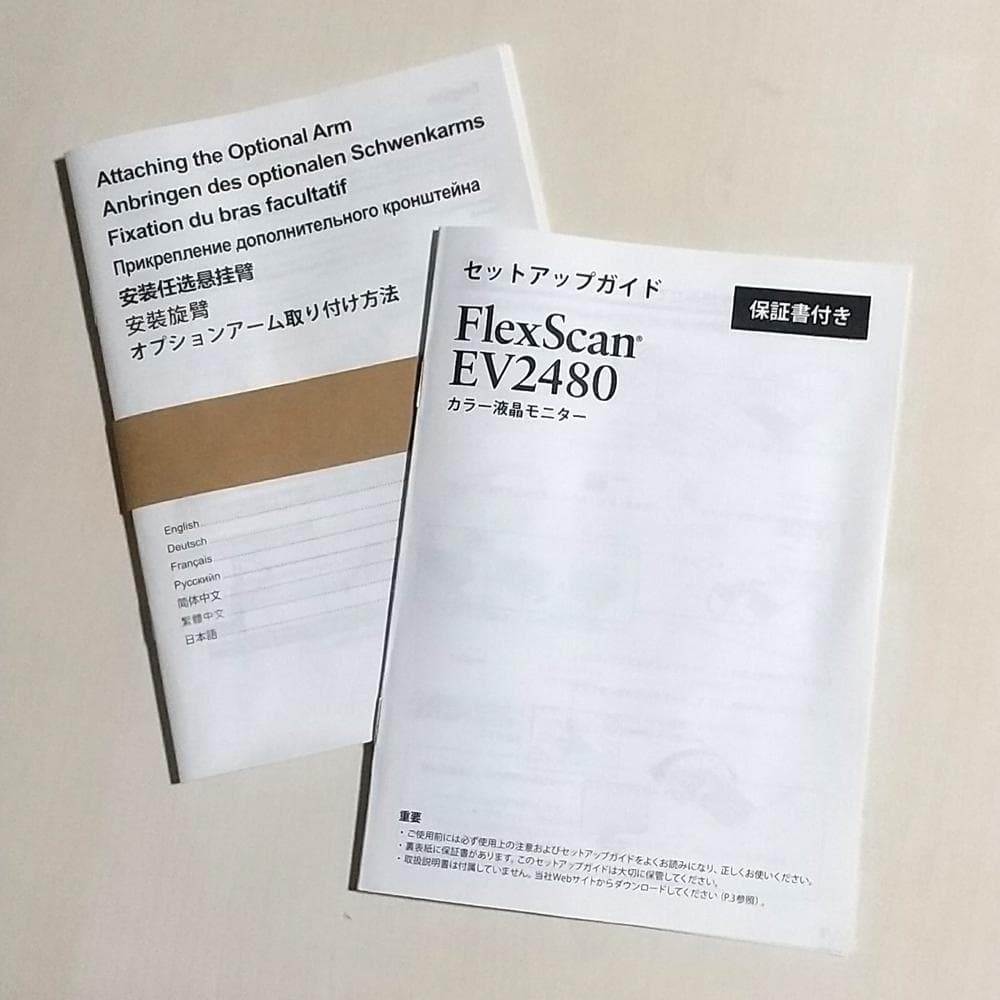 Attaching the Optional Arm
Anbringen des optionalen Schwenkarms
Fixation du bras facultatif
Прикрепление дополнительного кронштейна
安装任选悬挂臂
安裝旋臂
オプションアーム取り付け方法
English
Deutsch
Français
Русский
简体中文
繁體中文
日本語
セットアップガイド
保証書付き
FlexScan®
EV2480
カラー液晶モニター
重要
・ご使用前には必ず使用上の注意およびセットアップガイドをよくお読みになり、正しくお使いください。
・裏表紙に保証書があります。このセットアップガイドは大切に保管してください。
・取扱説明書は付属していません。当社Webサイトからダウンロードしてください（P.3参照）。